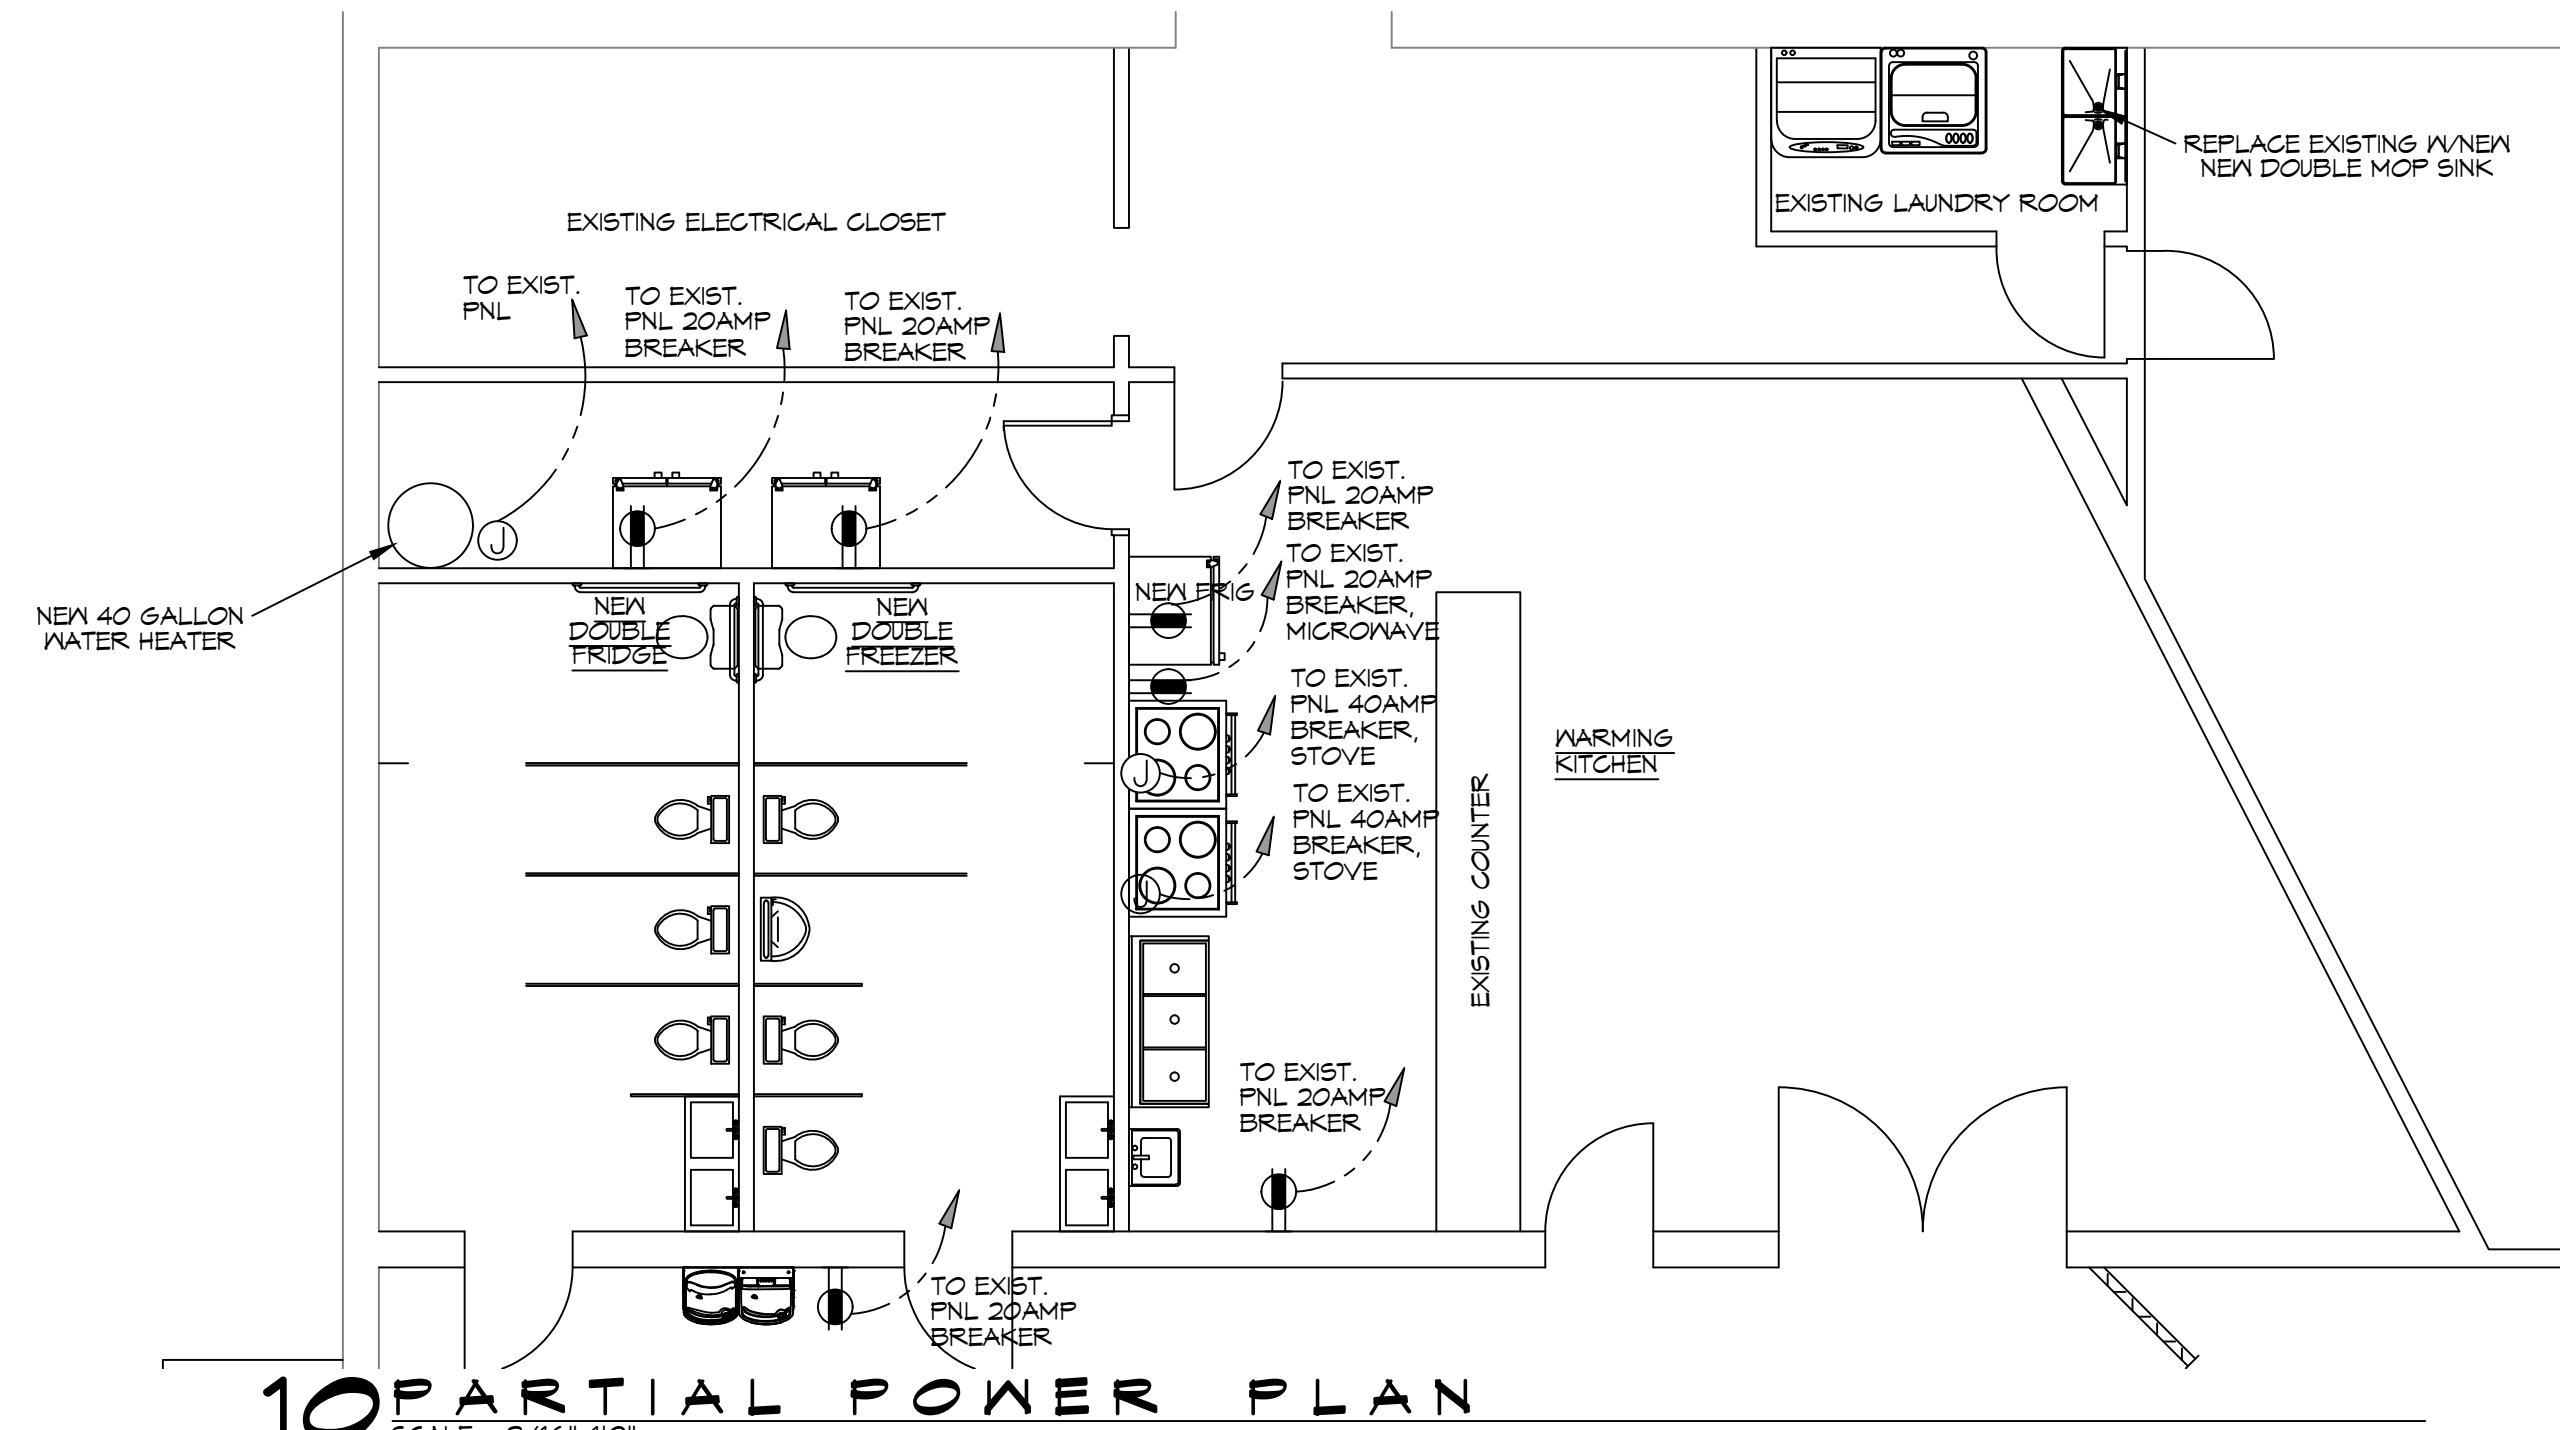 REPLACE EXISTING W/NEW
NEW DOUBLE MOP SINK
EXISTING LAUNDRY ROOM
EXISTING ELECTRICAL CLOSET
TO EXIST.
PNL
TO EXIST.
PNL 20AMP
BREAKER
TO EXIST.
PNL 20AMP
BREAKER
J
NEW 40 GALLON
WATER HEATER
NEW
DOUBLE
FRIDGE
NEW
DOUBLE
FREEZER
TO EXIST.
PNL 20AMP
BREAKER
NEW FRIG
TO EXIST.
PNL 20AMP
BREAKER,
MICROWAVE
TO EXIST.
PNL 40AMP
BREAKER,
STOVE
J
TO EXIST.
PNL 40AMP
BREAKER,
STOVE
J
EXISTING COUNTER
WARMING
KITCHEN
TO EXIST.
PNL 20AMP
BREAKER
TO EXIST.
PNL 20AMP
BREAKER
10 PARTIAL POWER PLAN